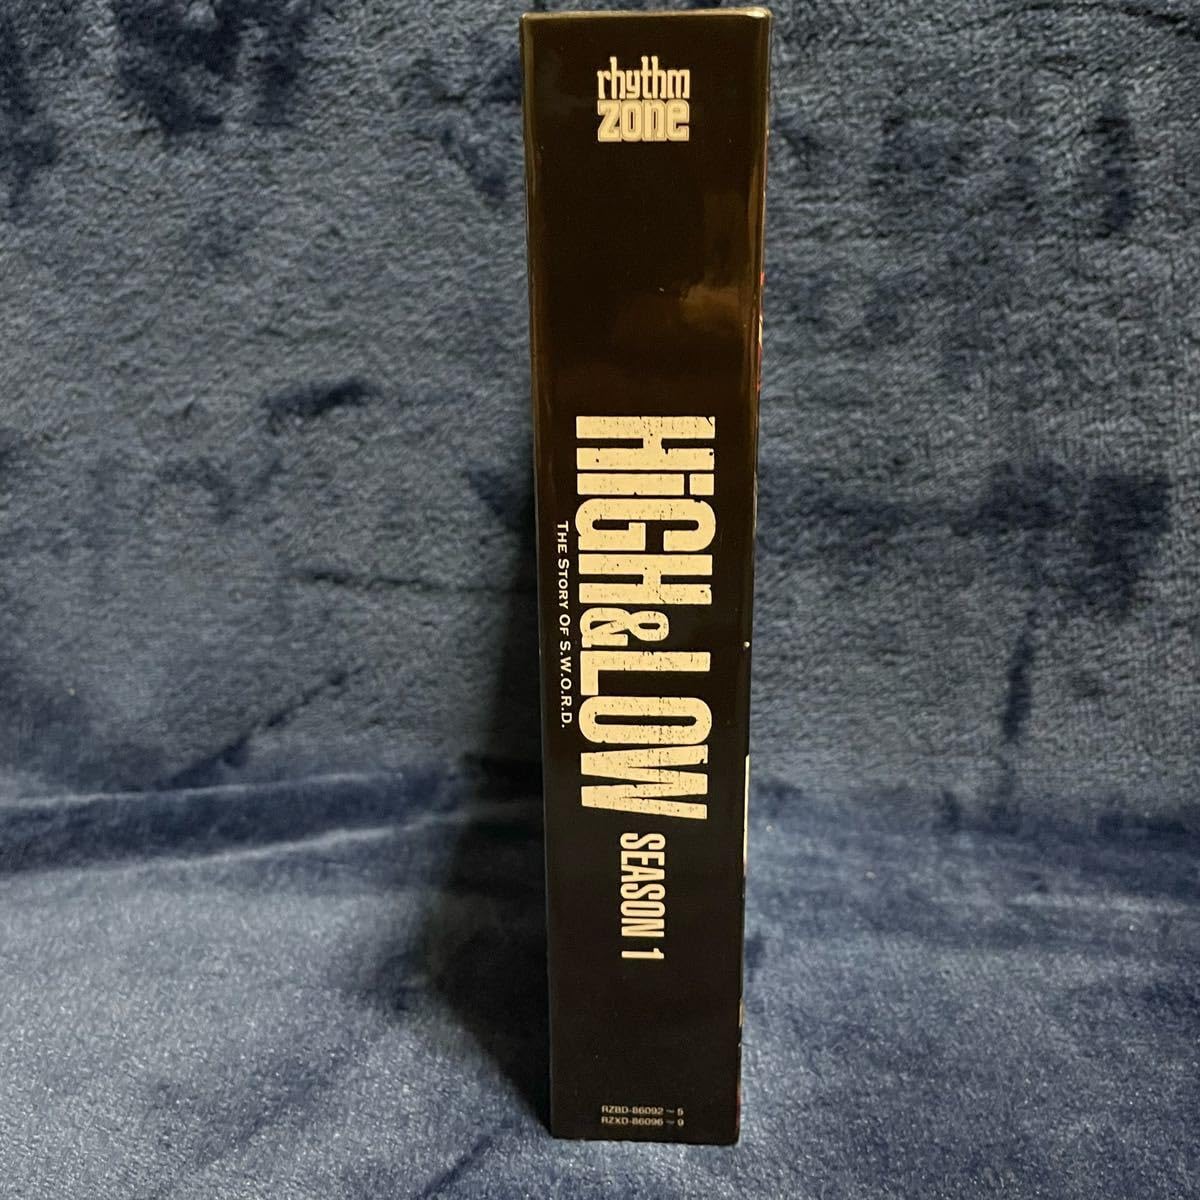 rhythm
zone
HiGH&LOW
THE STORY OF S.W.O.R.D.
SEASON 1
RZBD-86092~5
RZXD-86096~9